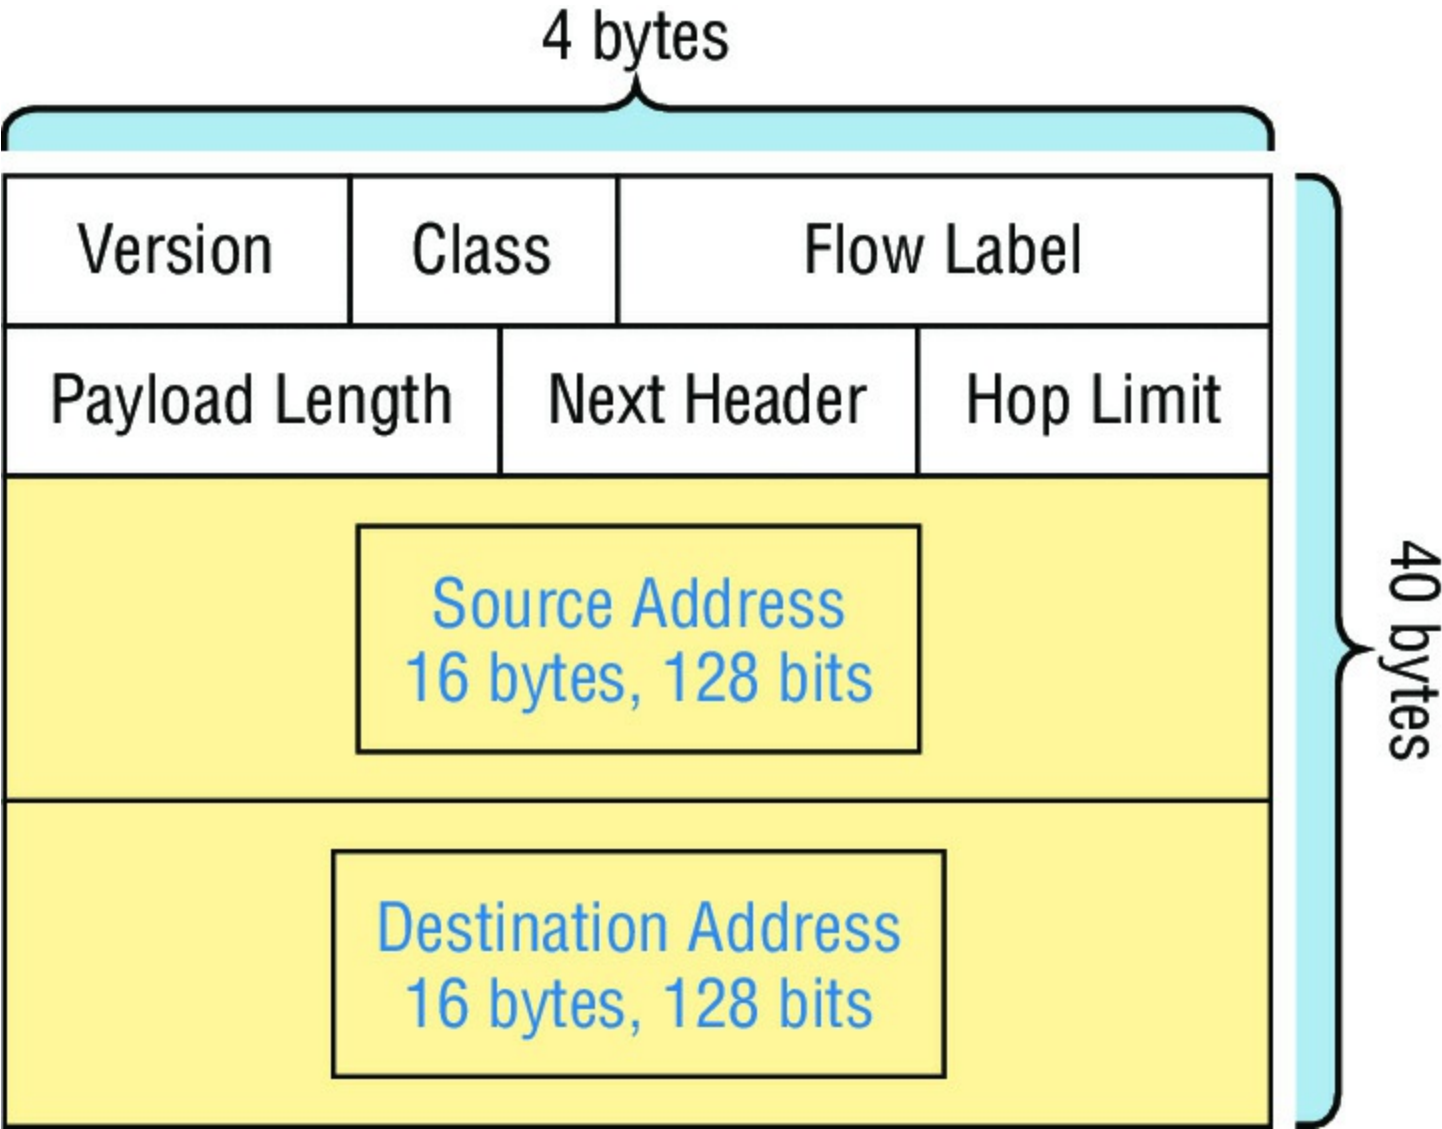 4 bytes
Version Class Flow Label
Payload Length Next Header Hop Limit
Source Address
16 bytes, 128 bits
Destination Address
16 bytes, 128 bits
40 bytes